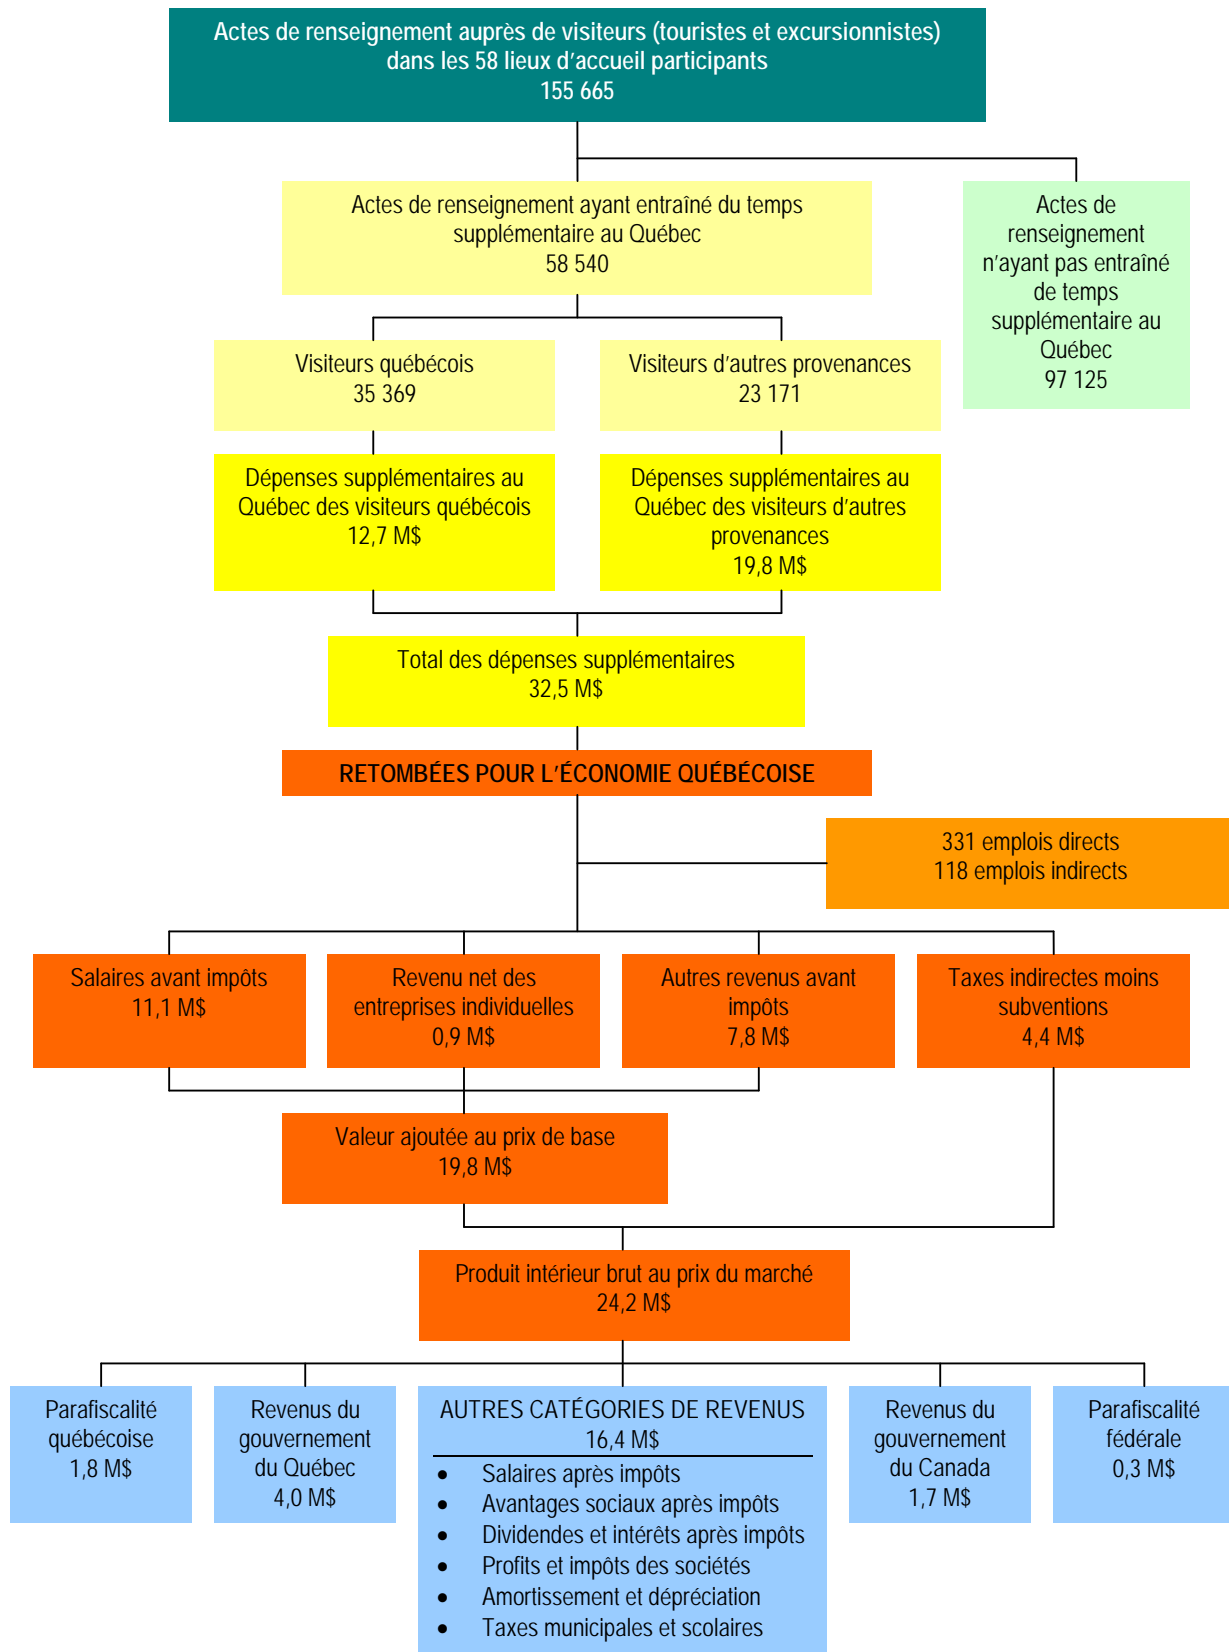 Actes de renseignement auprès de visiteurs (touristes et excursionnistes)
dans les 58 lieux d'accueil participants
155 665
Actes de renseignement ayant entraîné du temps
supplémentaire au Québec
58 540
Actes de
renseignement
n'ayant pas entraîné
de temps
supplémentaire au
Québec
97 125
Visiteurs québécois
35 369
Visiteurs d'autres provenances
23 171
Dépenses supplémentaires au
Québec des visiteurs québécois
12,7 M$
Dépenses supplémentaires au
Québec des visiteurs d'autres
provenances
19,8 M$
Total des dépenses supplémentaires
32,5 M$
RETOMBÉES POUR L'ÉCONOMIE QUÉBÉCOISE
331 emplois directs
118 emplois indirects
Salaires avant impôts
11,1 M$
Revenu net des
entreprises individuelles
0,9 M$
Autres revenus avant
impôts
7,8 M$
Taxes indirectes moins
subventions
4,4 M$
Valeur ajoutée au prix de base
19,8 M$
Produit intérieur brut au prix du marché
24,2 M$
Parafiscalité
québécoise
1,8 M$
Revenus du
gouvernement
du Québec
4,0 M$
AUTRES CATÉGORIES DE REVENUS
16,4 M$
• Salaires après impôts
• Avantages sociaux après impôts
• Dividendes et intérêts après impôts
• Profits et impôts des sociétés
• Amortissement et dépréciation
• Taxes municipales et scolaires
Revenus du
gouvernement
du Canada
1,7 M$
Parafiscalité
fédérale
0,3 M$